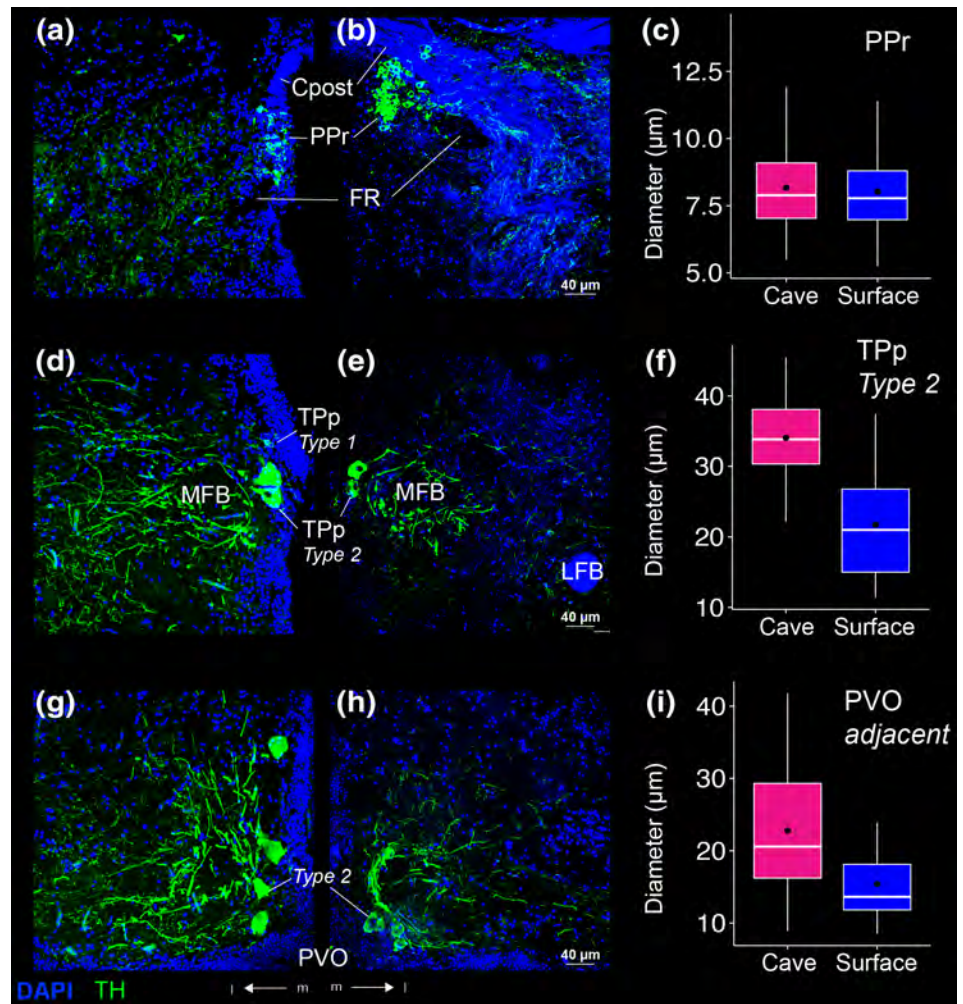 (a)
(b)
(c)
PPr
Cpost
PPr
FR
40 µm
Diameter (µm)
12.5
10.0
7.5
5.0
Cave
Surface
(d)
(e)
(f)
TPp
Type 2
TPp
Type 1
MFB
MFB
TPp
Type 2
LFB
40 µm
Diameter (µm)
40
30
20
10
Cave
Surface
(g)
(h)
(i)
PVO
adjacent
Type 2
PVO
40 µm
Diameter (µm)
40
30
20
10
Cave
Surface
DAPI TH
l m m l